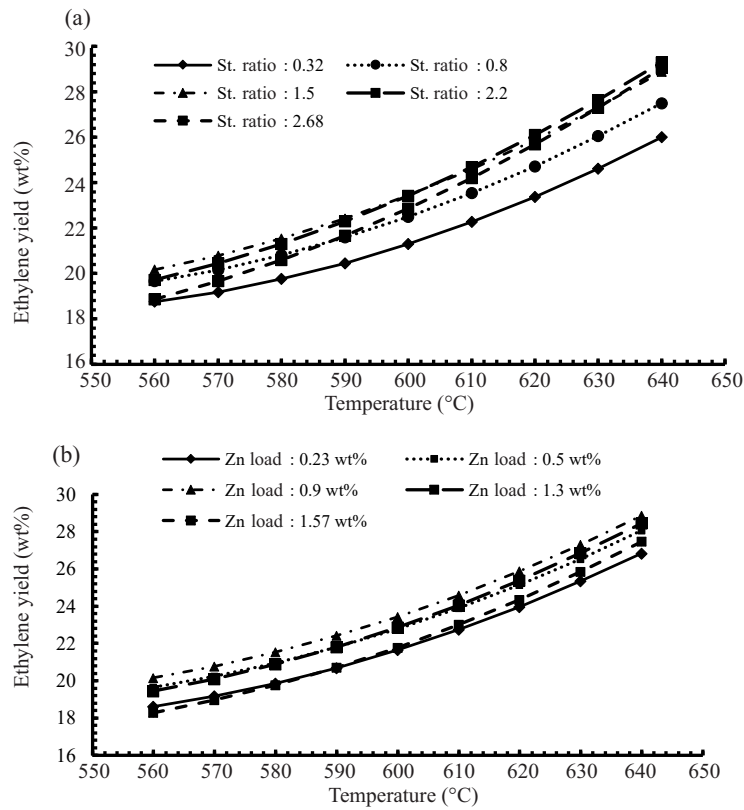 (a)
30
St. ratio : 0.32 St. ratio : 0.8
28
St. ratio : 1.5 St. ratio : 2.2
26
St. ratio : 2.68
24
22
20
18
16
Ethylene yield (wt%)
550 560 570 580 590 600 610 620 630 640 650
Temperature (°C)
(b)
Zn load : 0.23 wt% Zn load : 0.5 wt%
Zn load : 0.9 wt% Zn load : 1.3 wt%
Zn load : 1.57 wt%
30
28
26
24
22
20
18
16
Ethylene yield (wt%)
550 560 570 580 590 600 610 620 630 640 650
Temperature (°C)